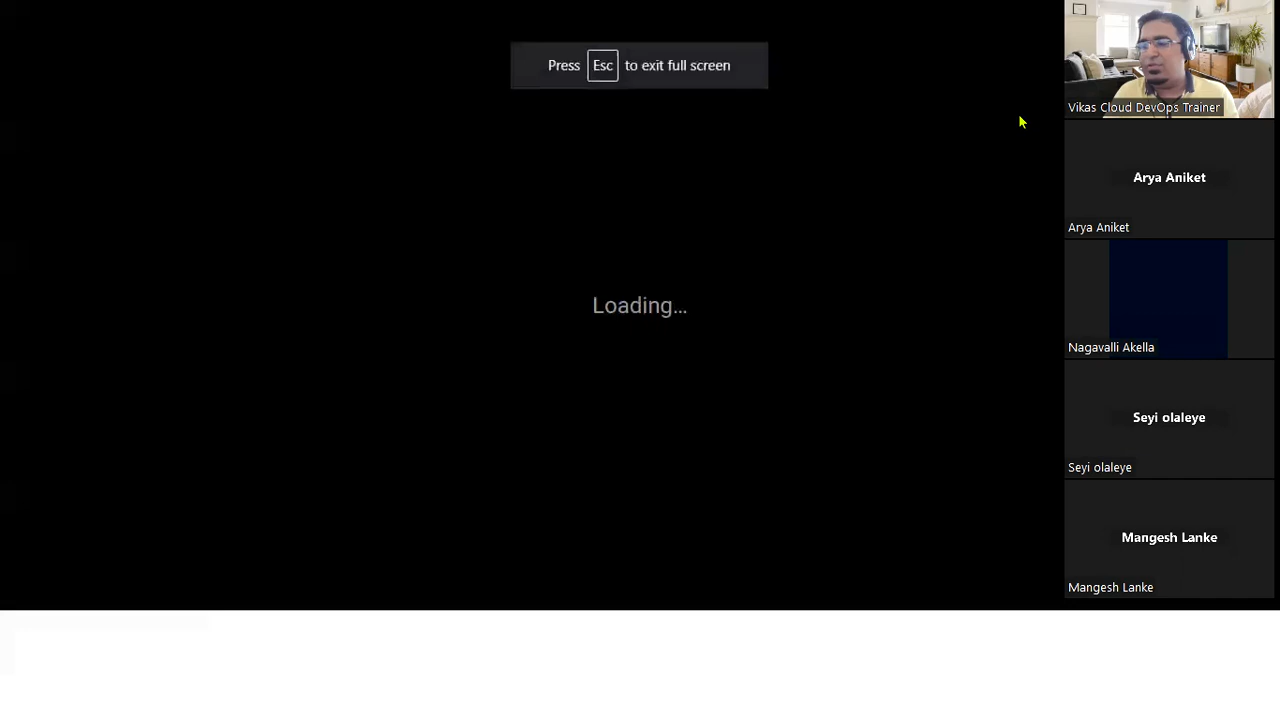 Press Esc to exit full screen
Loading...
Vikas Cloud DevOps Trainer
Arya Aniket
Arya Aniket
Nagavalli Akella
Seyi olaleye
Seyi olaleye
Mangesh Lanke
Mangesh Lanke